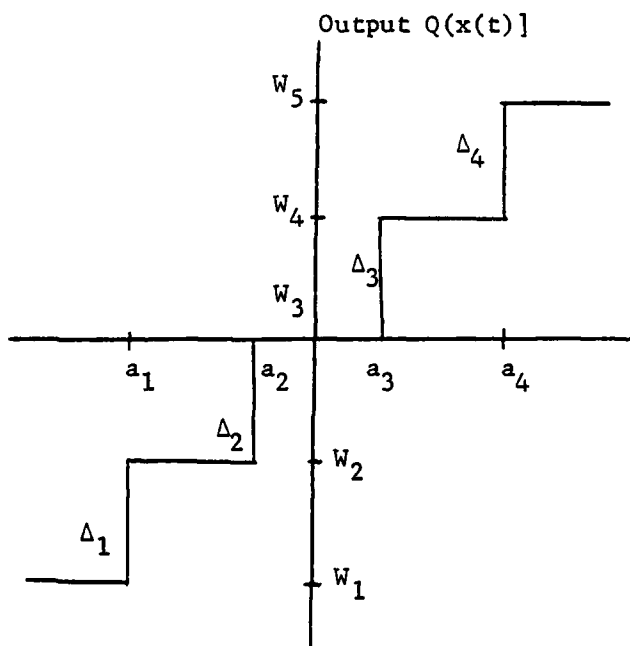 Output Q(x(t)]
W5
Δ4
W4
Δ3
W3
a1 a2 a3 a4
Δ2
W2
Δ1
W1